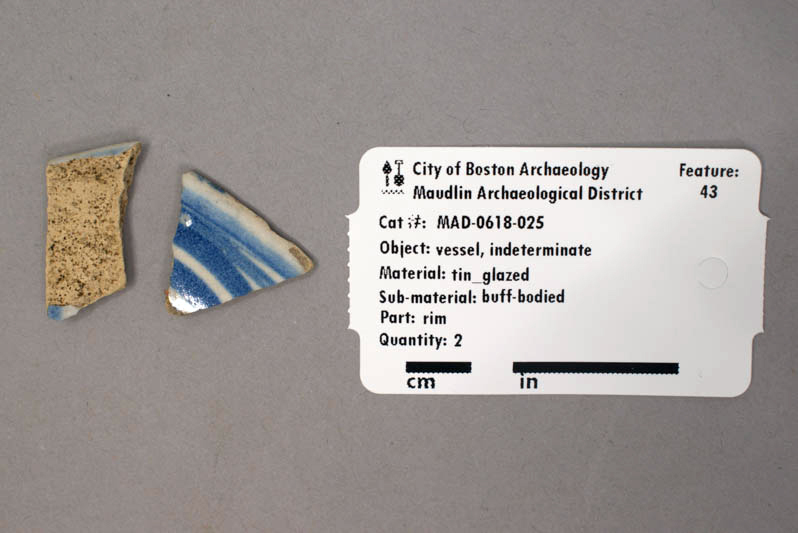 City of Boston Archaeology
Maudlin Archaeological District
Feature:
43
Cat #: MAD-0618-025
Object: vessel, indeterminate
Material: tin_glazed
Sub-material: buff-bodied
Part: rim
Quantity: 2
cm
in